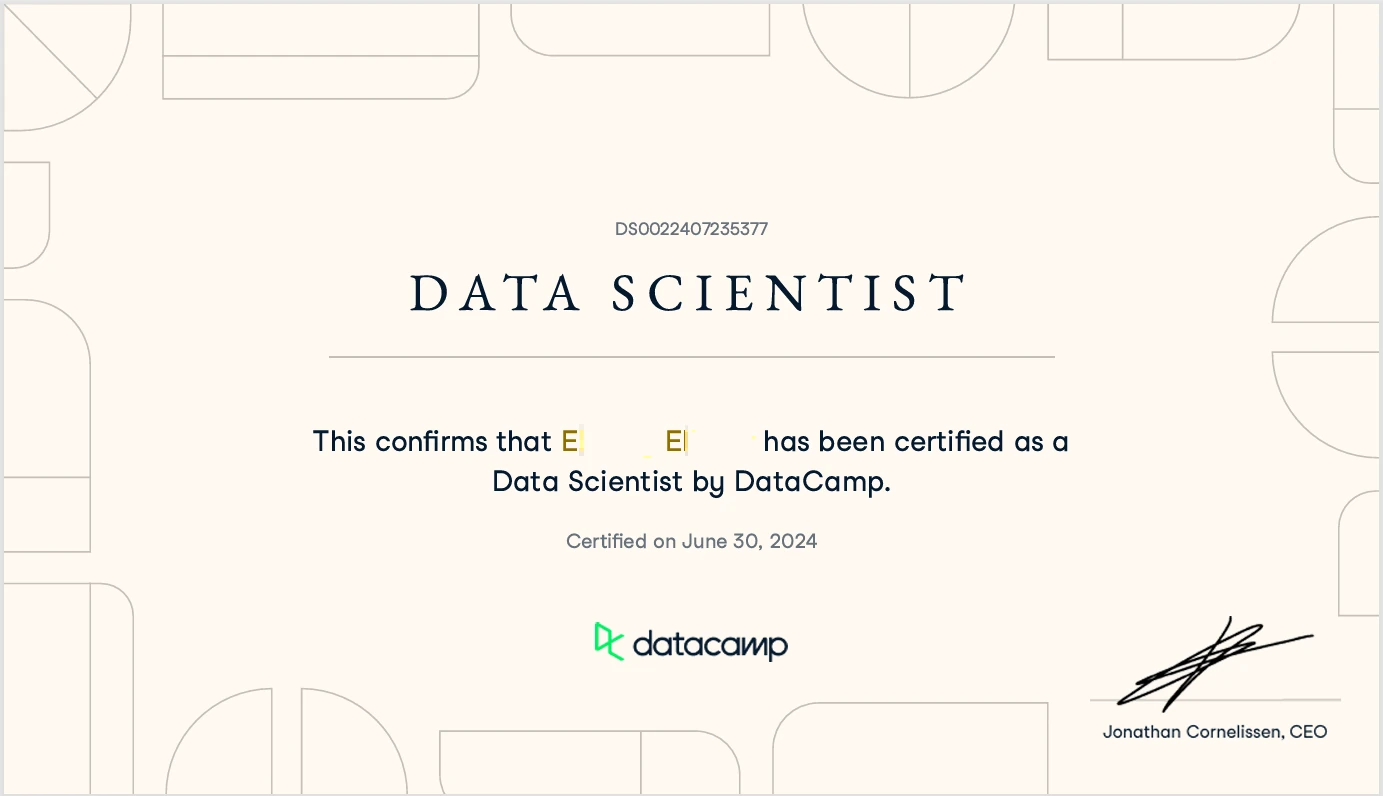 DS0022407235377
DATA SCIENTIST
This confirms that E El has been certified as a
Data Scientist by DataCamp.
Certified on June 30, 2024
datacamp
Jonathan Cornelissen, CEO